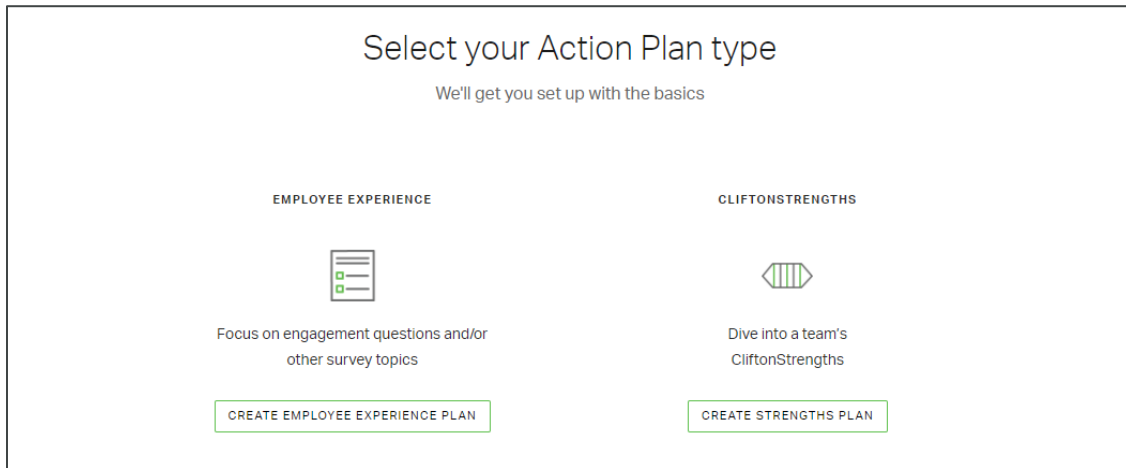 Select your Action Plan type
We'll get you set up with the basics
EMPLOYEE EXPERIENCE
Focus on engagement questions and/or
other survey topics
CREATE EMPLOYEE EXPERIENCE PLAN
CLIFTONSTRENGTHS
Dive into a team's
CliftonStrengths
CREATE STRENGTHS PLAN